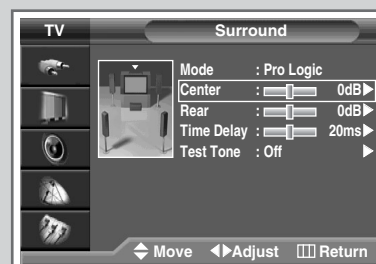 TV
Surround
Mode : Pro Logic
Center : 0dB
Rear : 0dB
Time Delay : 20ms
Test Tone : Off
Move Adjust Return